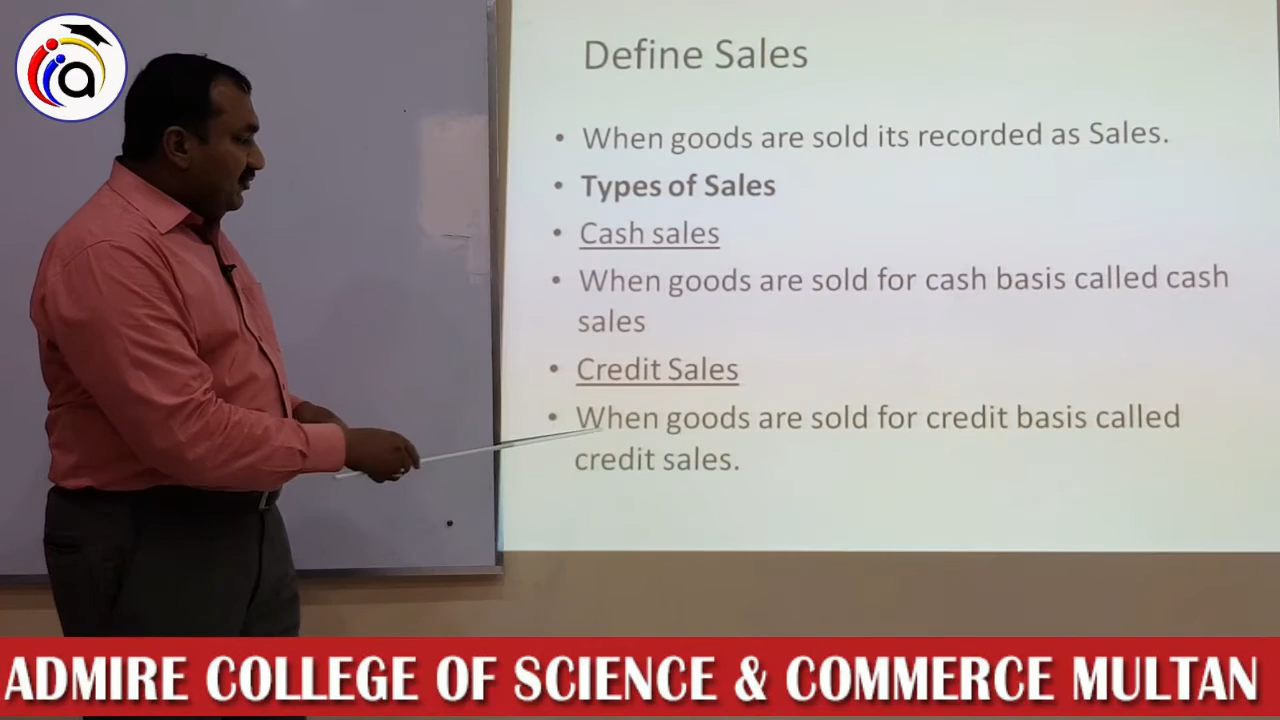 Define Sales
• When goods are sold its recorded as Sales.
• Types of Sales
• Cash sales
• When goods are sold for cash basis called cash
sales
• Credit Sales
• When goods are sold for credit basis called
credit sales.
a
ADMIRE COLLEGE OF SCIENCE & COMMERCE MULTAN